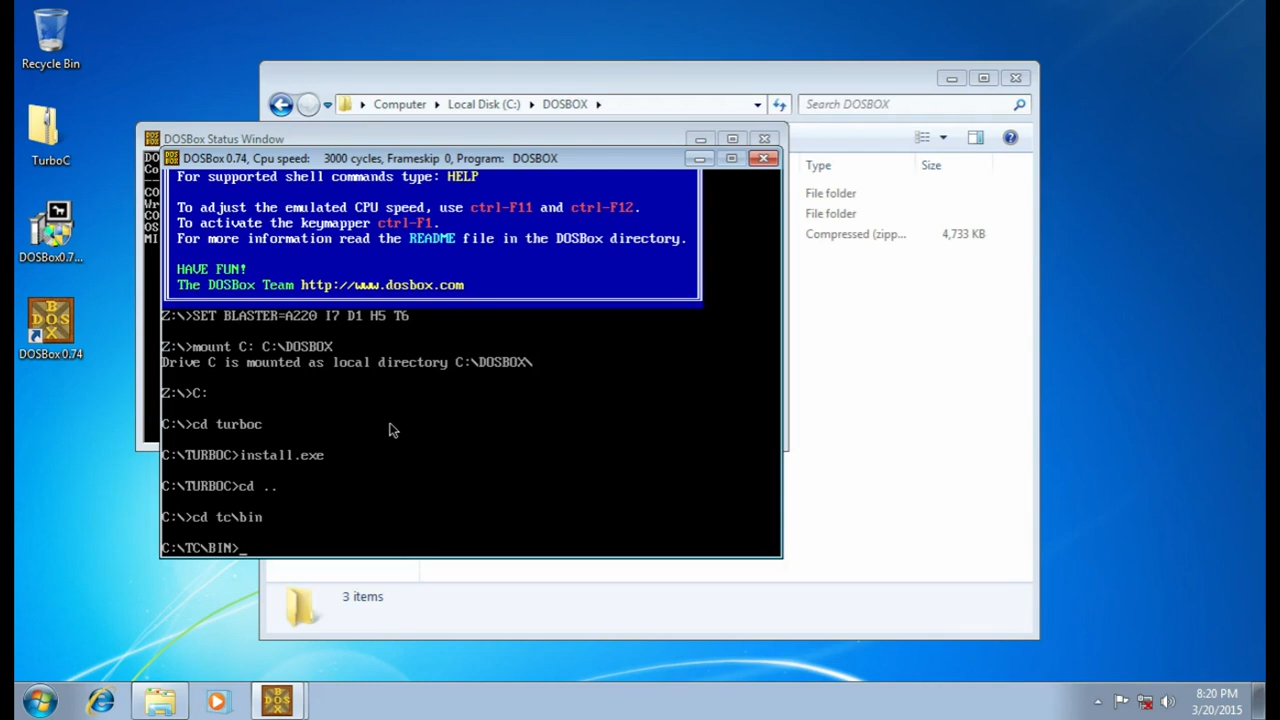 Recycle Bin
TurboC
DOSBox0.7...
DOSBox 0.74
Computer
Local Disk (C:)
DOSBOX
Search DOSBOX
Type
Size
File folder
File folder
Compressed (zipp...
4,733 KB
3 items
DOSBox Status Window
DOSBox 0.74, Cpu speed: 3000 cycles, Frameskip 0, Program: DOSBOX
For supported shell commands type: HELP
To adjust the emulated CPU speed, use ctrl-F11 and ctrl-F12.
To activate the keymapper ctrl-F1.
For more information read the README file in the DOSBox directory.
HAVE FUN!
The DOSBox Team http://www.dosbox.com
Z:\>SET BLASTER=A220 I7 D1 H5 T6
Z:\>mount C: C:\DOSBOX
Drive C is mounted as local directory C:\DOSBOX\
Z:\>C:
C:\>cd turboc
C:\TURBOC>install.exe
C:\TURBOC>cd ..
C:\>cd tc\bin
C:\TC\BIN>_
8:20 PM
3/20/2015